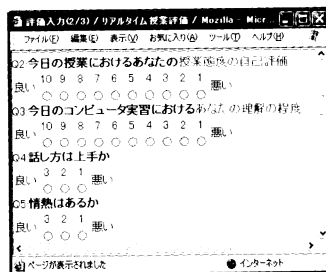 評価入力(2/3) / リアルタイム授業評価 / Mozilla - Micr...
ファイル(F) 編集(E) 表示(V) お気に入り(A) ツール(T) ヘルプ(H)
Q2 今日の授業におけるあなたの授業態度の自己評価
10 9 8 7 6 5 4 3 2 1
良い 悪い
Q3 今日のコンピュータ実習におけるあなたの理解の程度
10 9 8 7 6 5 4 3 2 1
良い 悪い
Q4 話し方は上手か
3 2 1
良い 悪い
Q5 情熱はあるか
3 2 1
良い 悪い
ページが表示されました インターネット